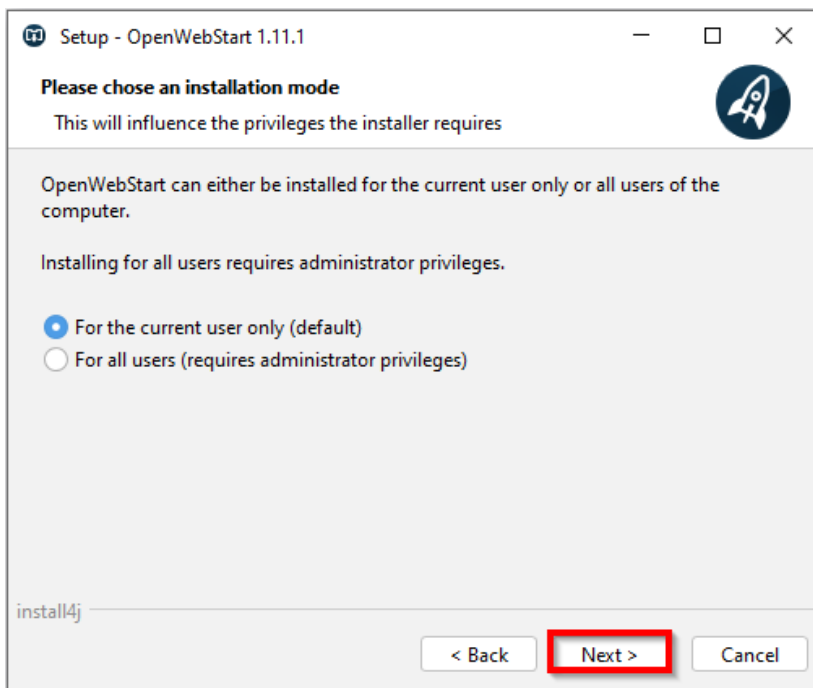 Setup - OpenWebStart 1.11.1
Please chose an installation mode
This will influence the privileges the installer requires
OpenWebStart can either be installed for the current user only or all users of the
computer.
Installing for all users requires administrator privileges.
For the current user only (default)
For all users (requires administrator privileges)
install4j
< Back Next > Cancel